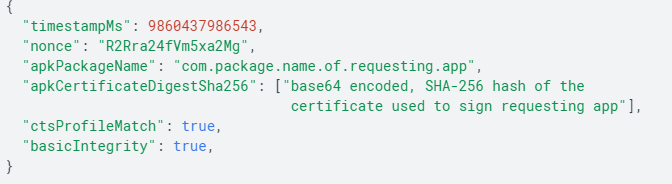 {
"timestampMs": 9860437986543,
"nonce": "R2Rra24fVm5xa2Mg",
"apkPackageName": "com.package.name.of.requesting.app",
"apkCertificateDigestSha256": ["base64 encoded, SHA-256 hash of the
certificate used to sign requesting app"],
"ctsProfileMatch": true,
"basicIntegrity": true,
}